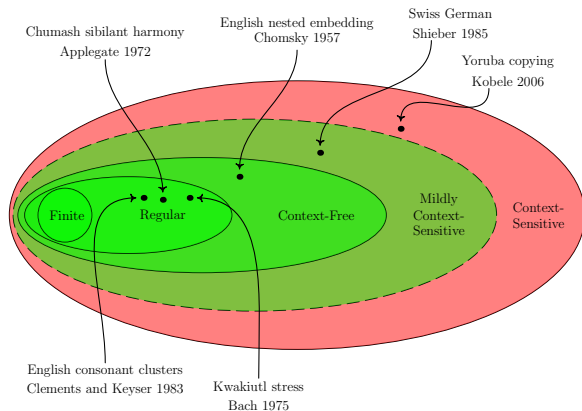 Swiss German
Shieber 1985
English nested embedding
Chomsky 1957
Chumash sibilant harmony
Applegate 1972
Yoruba copying
Kobele 2006
Finite
Regular
Context-Free
Mildly
Context-
Sensitive
Context-
Sensitive
English consonant clusters
Clements and Keyser 1983
Kwakiutl stress
Bach 1975